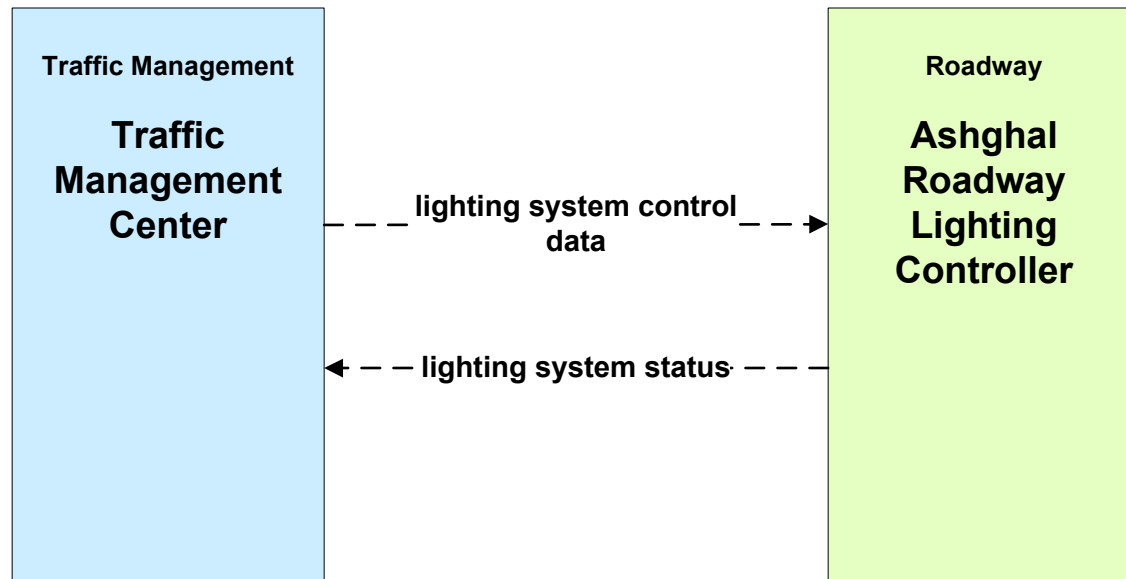 Traffic Management
Traffic
Management
Center
lighting system control
data
lighting system status
Roadway
Ashghal
Roadway
Lighting
Controller